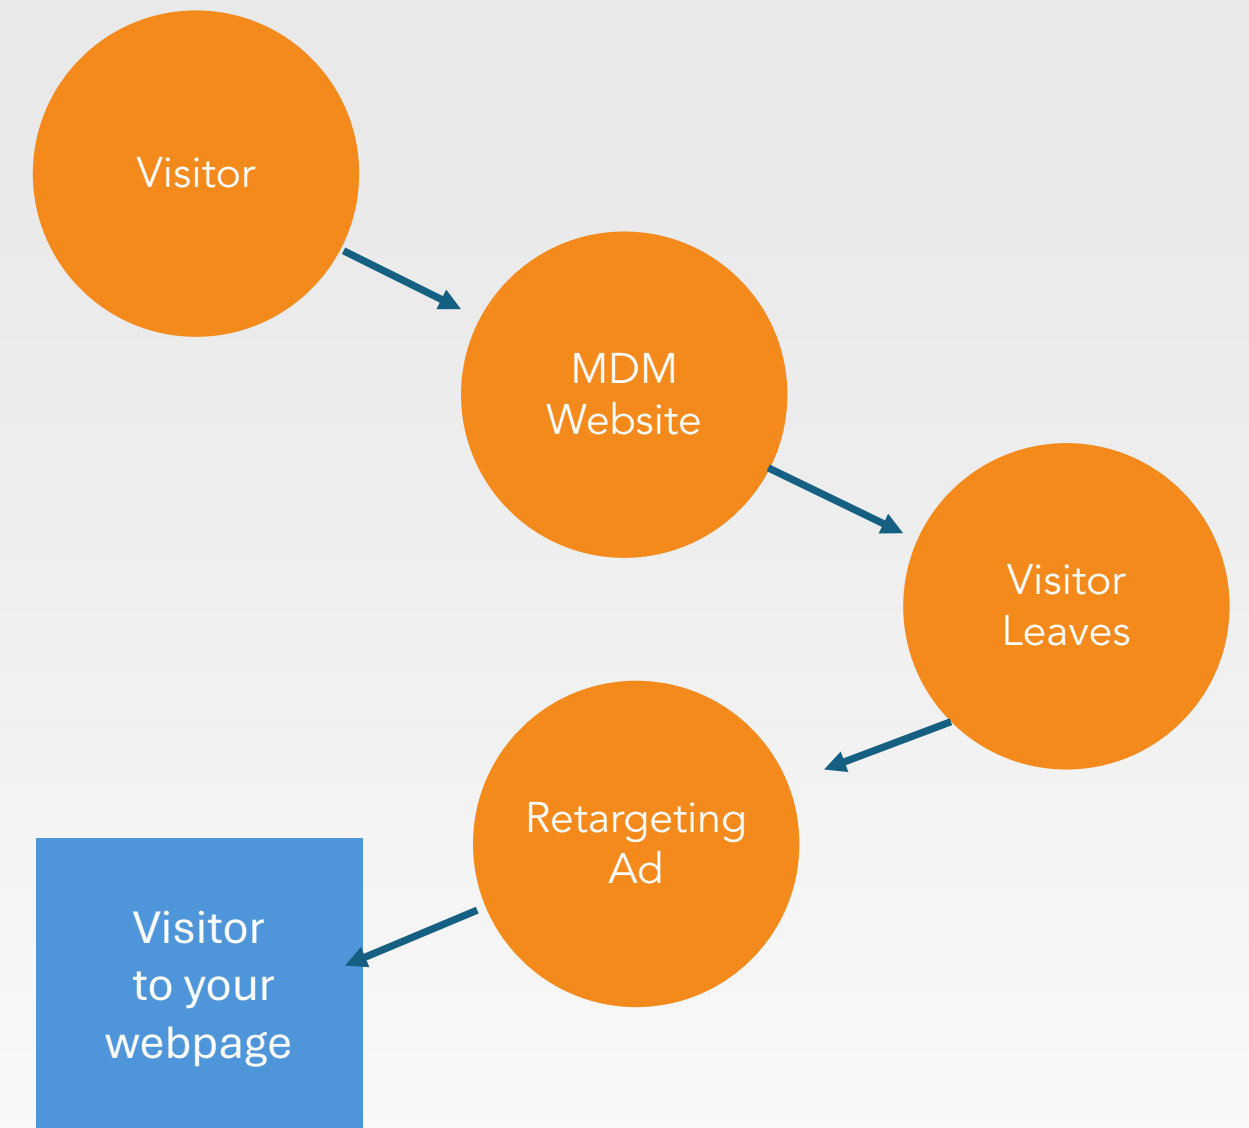 Visitor
MDM
Website
Visitor
Leaves
Retargeting
Ad
Visitor
to your
webpage